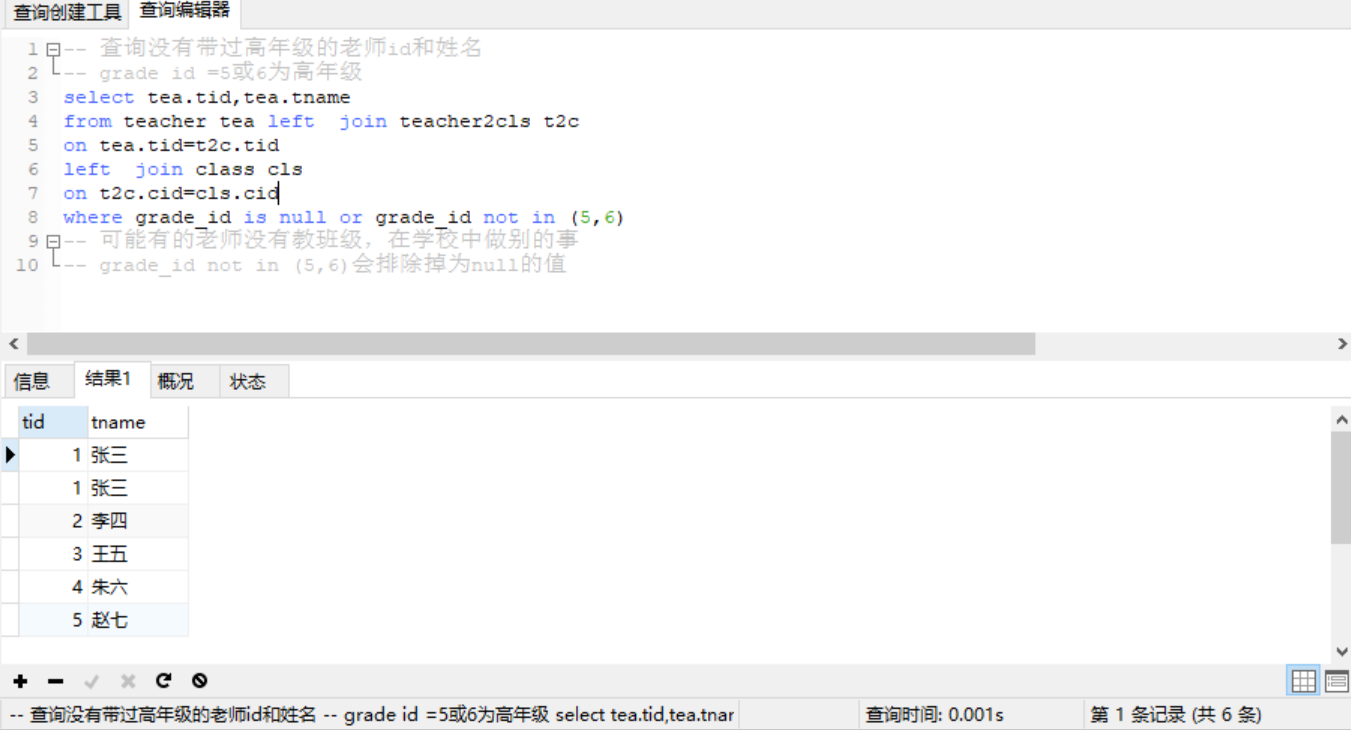 查询创建工具 查询编辑器
1 -- 查询没有带过高年级的老师id和姓名
2 -- grade id =5或6为高年级
3 select tea.tid,tea.tname
4 from teacher tea left  join teacher2cls t2c
5 on tea.tid=t2c.tid
6 left  join class cls
7 on t2c.cid=cls.cid
8 where grade_id is null or grade_id not in (5,6)
9 -- 可能有的老师没有教班级，在学校中做别的事
10 -- grade_id not in (5,6)会排除掉为null的值
信息 结果1 概况 状态
tid tname
1 张三
1 张三
2 李四
3 王五
4 朱六
5 赵七
-- 查询没有带过高年级的老师id和姓名 -- grade id =5或6为高年级 select tea.tid,tea.tnar 查询时间: 0.001s 第 1 条记录 (共 6 条)